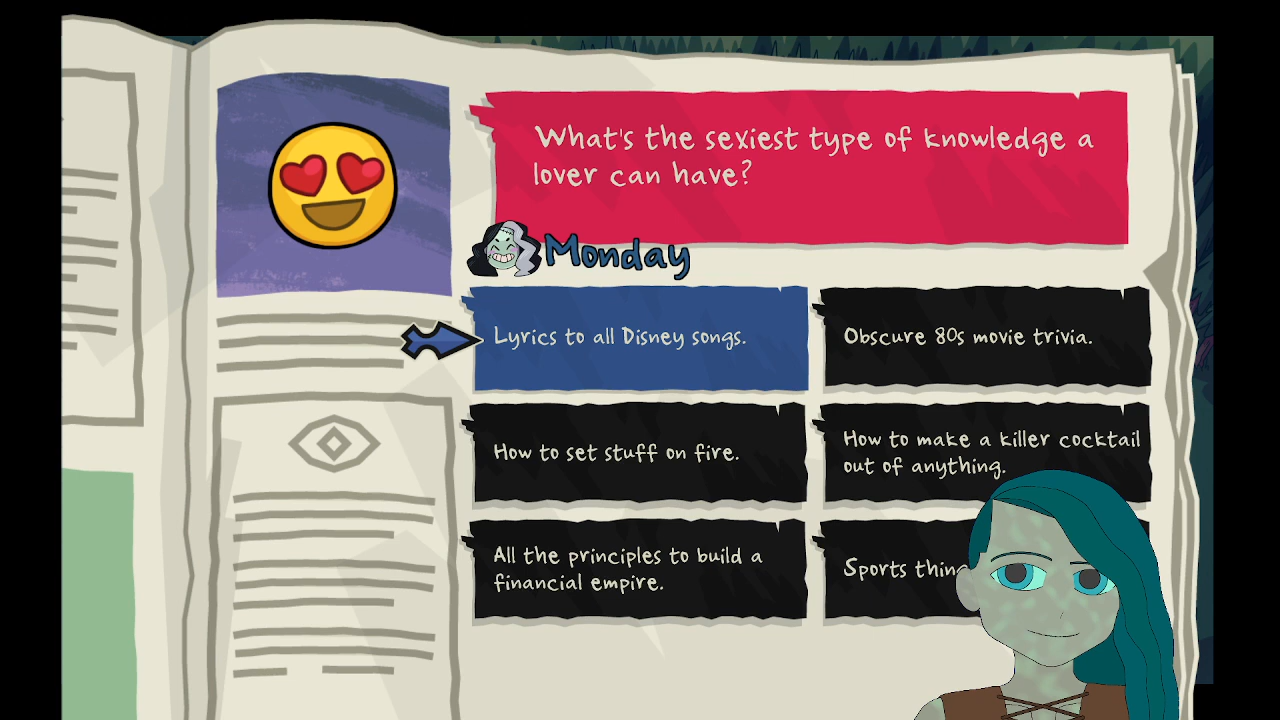 What's the sexiest type of knowledge a
lover can have?
Monday
Lyrics to all Disney songs.
Obscure 80s movie trivia.
How to set stuff on fire.
How to make a killer cocktail
out of anything.
All the principles to build a
financial empire.
Sports